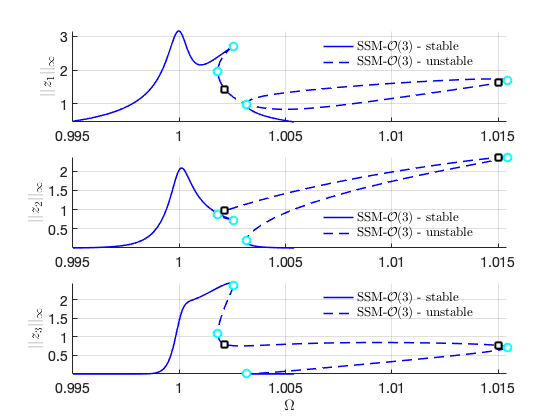 3
2
1
||z₁||∞
SSM-𝒪(3) - stable
SSM-𝒪(3) - unstable
0.995 1 1.005 1.01 1.015
2
1.5
1
0.5
||z₂||∞
SSM-𝒪(3) - stable
SSM-𝒪(3) - unstable
0.995 1 1.005 1.01 1.015
2
1.5
1
0.5
||z₃||∞
SSM-𝒪(3) - stable
SSM-𝒪(3) - unstable
0.995 1 1.005 1.01 1.015
Ω